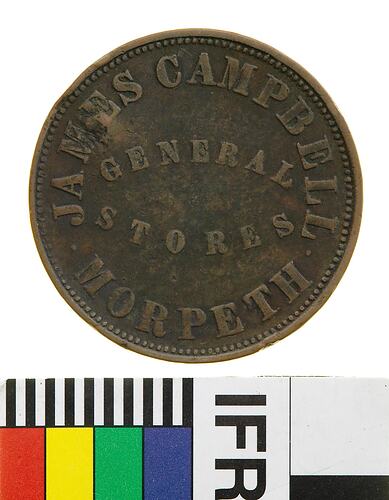 JAMES CAMPBELL
GENERAL
STORES
· MORPETH ·
IFR